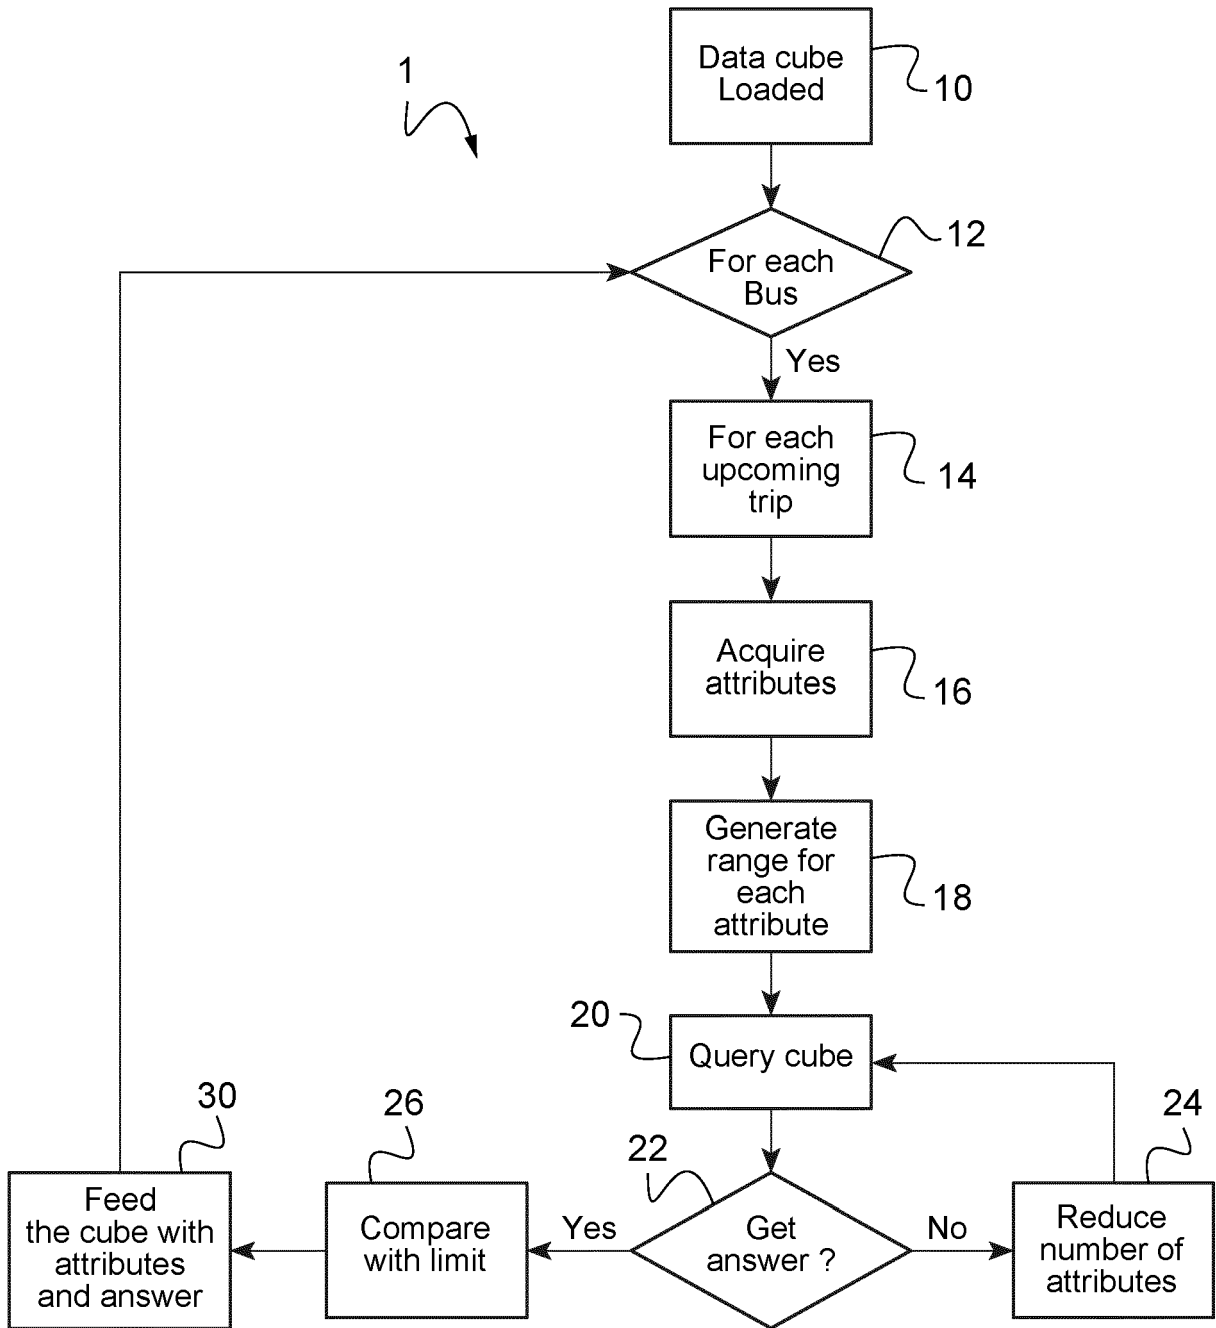 1
Data cube
Loaded
10
For each
Bus
12
Yes
For each
upcoming
trip
14
Acquire
attributes
16
Generate
range for
each
attribute
18
20
Query cube
22
Get
answer ?
No
24
Reduce
number of
attributes
Yes
26
Compare
with limit
30
Feed
the cube with
attributes
and answer